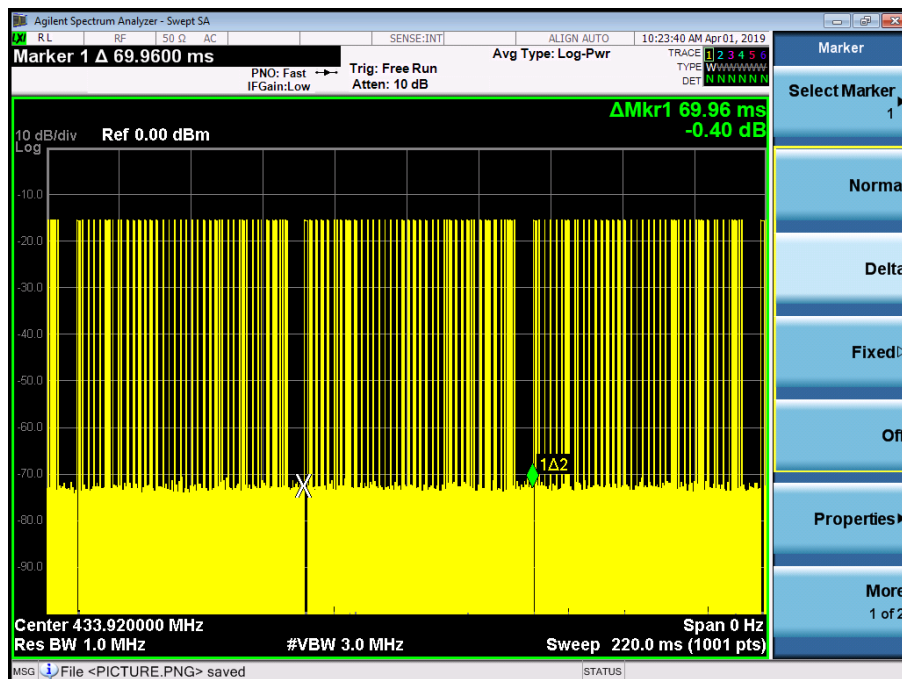 Agilent Spectrum Analyzer - Swept SA
LXI RL RF 50 Ω AC SENSE:INT ALIGN AUTO 10:23:40 AM Apr 01, 2019
Marker 1 Δ 69.9600 ms
PNO: Fast
IFGain:Low
Trig: Free Run
Atten: 10 dB
Avg Type: Log-Pwr
TRACE 1 2 3 4 5 6
TYPE WWWWWW
DET NNNNNN
ΔMkr1 69.96 ms
-0.40 dB
10 dB/div Ref 0.00 dBm
Log
-10.0
-20.0
-30.0
-40.0
-50.0
-60.0
-70.0
-80.0
-90.0
1Δ2
Center 433.920000 MHz Span 0 Hz
Res BW 1.0 MHz #VBW 3.0 MHz Sweep 220.0 ms (1001 pts)
MSG File <PICTURE.PNG> saved STATUS
Marker
Select Marker
1
Norma
Delta
Fixed
Off
Properties
More
1 of 2